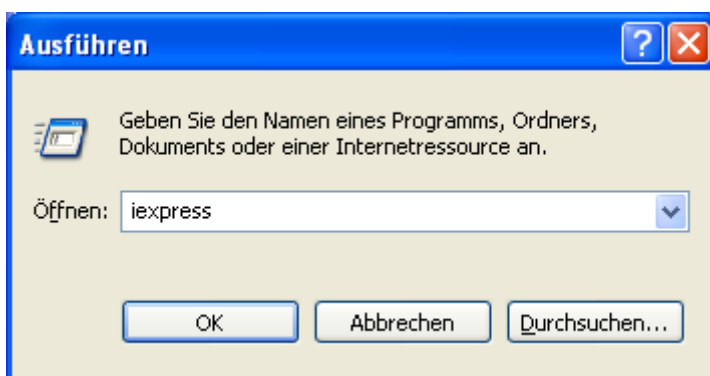 Ausführen
Geben Sie den Namen eines Programms, Ordners,
Dokuments oder einer Internetressource an.
Öffnen: iexpress
OK Abbrechen Durchsuchen...